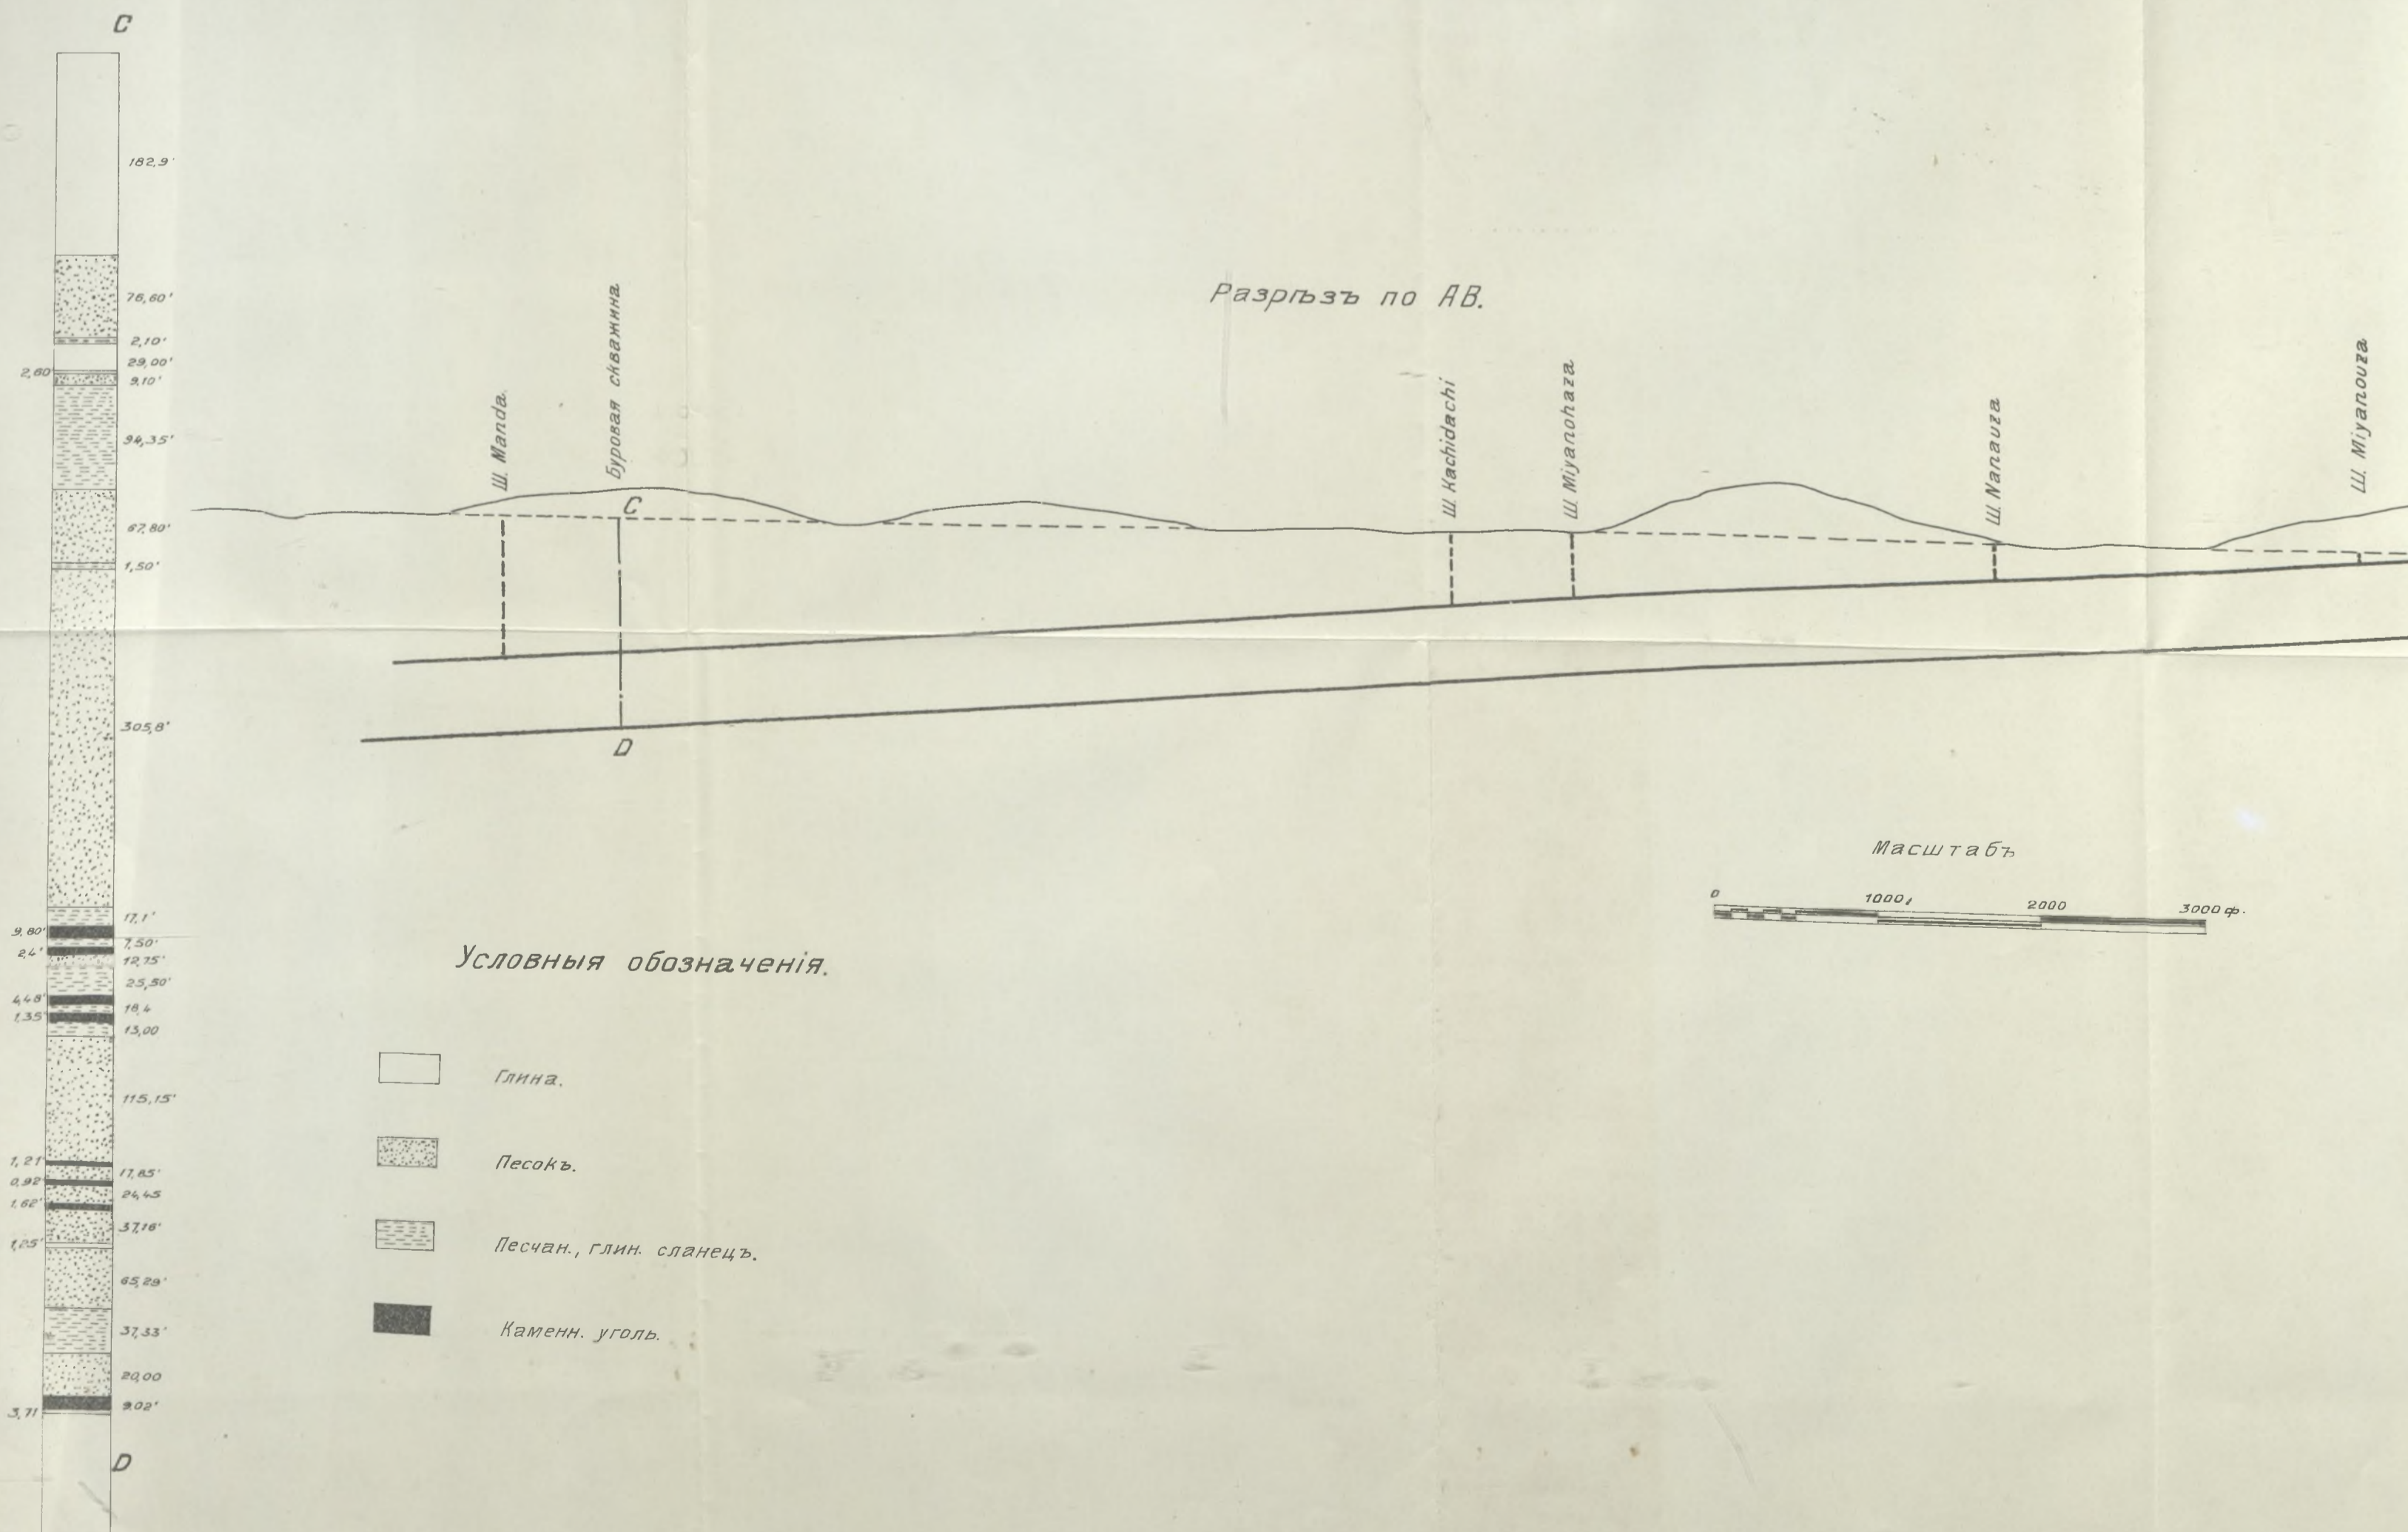 C
182,9'
76,60'
2,10'
29,00'
2,60'
9,10'
94,35'
67,80'
1,50'
305,8'
17,1'
9,80'
7,50'
2,4'
12,75'
25,50'
4,48'
18,4
1,35'
13,00
115,15'
1,21'
17,85'
0,92'
24,45
1,62'
37,16'
1,25'
65,29'
37,33'
20,00
9,02'
3,71
D
Разрѣзъ по АВ.
Ш. Manda.
Буровая скважина.
Ш. Kachidachi
Ш. Miyanohara
Ш. Nanaura
Ш. Miyanoura
C
D
Масштабъ
0 1000 2000 3000 ф.
Условныя обозначенія.
Глина.
Песокъ.
Песчан., глин. сланецъ.
Каменн. уголь.